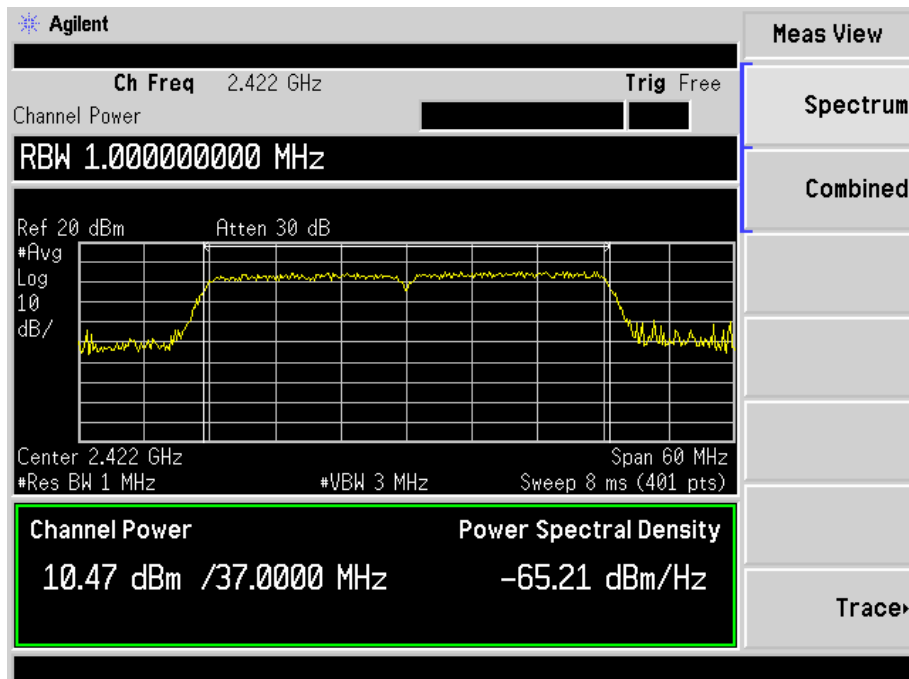 Agilent
Ch Freq 2.422 GHz Trig Free
Channel Power
RBW 1.000000000 MHz
Ref 20 dBm Atten 30 dB
#Avg
Log
10
dB/
Center 2.422 GHz Span 60 MHz
#Res BW 1 MHz #VBW 3 MHz Sweep 8 ms (401 pts)
Channel Power Power Spectral Density
10.47 dBm /37.0000 MHz -65.21 dBm/Hz
Meas View
Spectrum
Combined
Trace